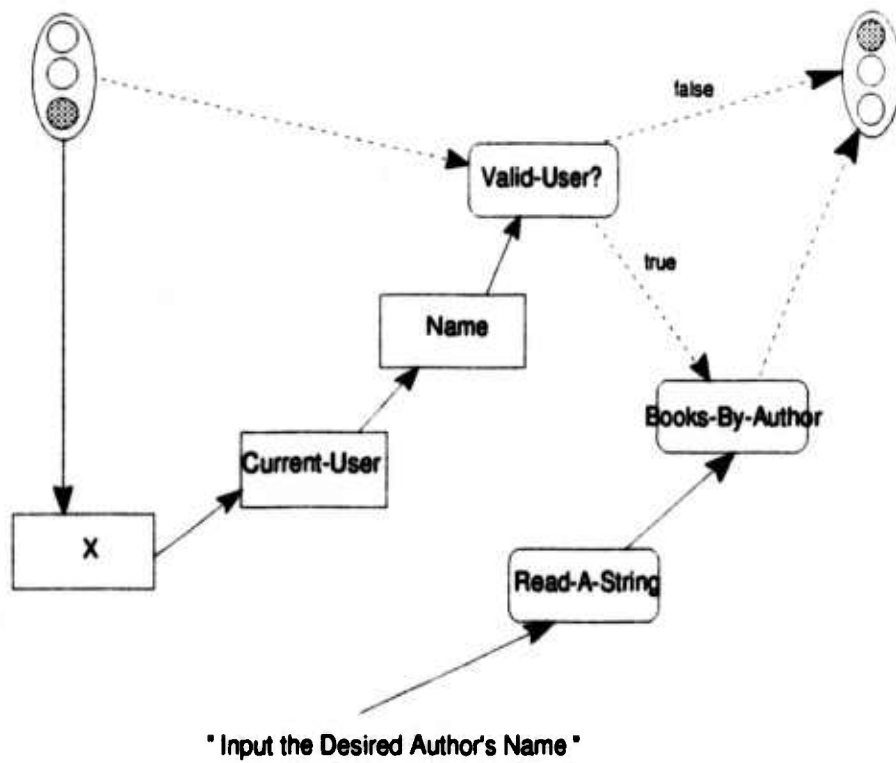 false
Valid-User?
true
Name
Books-By-Author
Current-User
X
Read-A-String
" Input the Desired Author's Name "